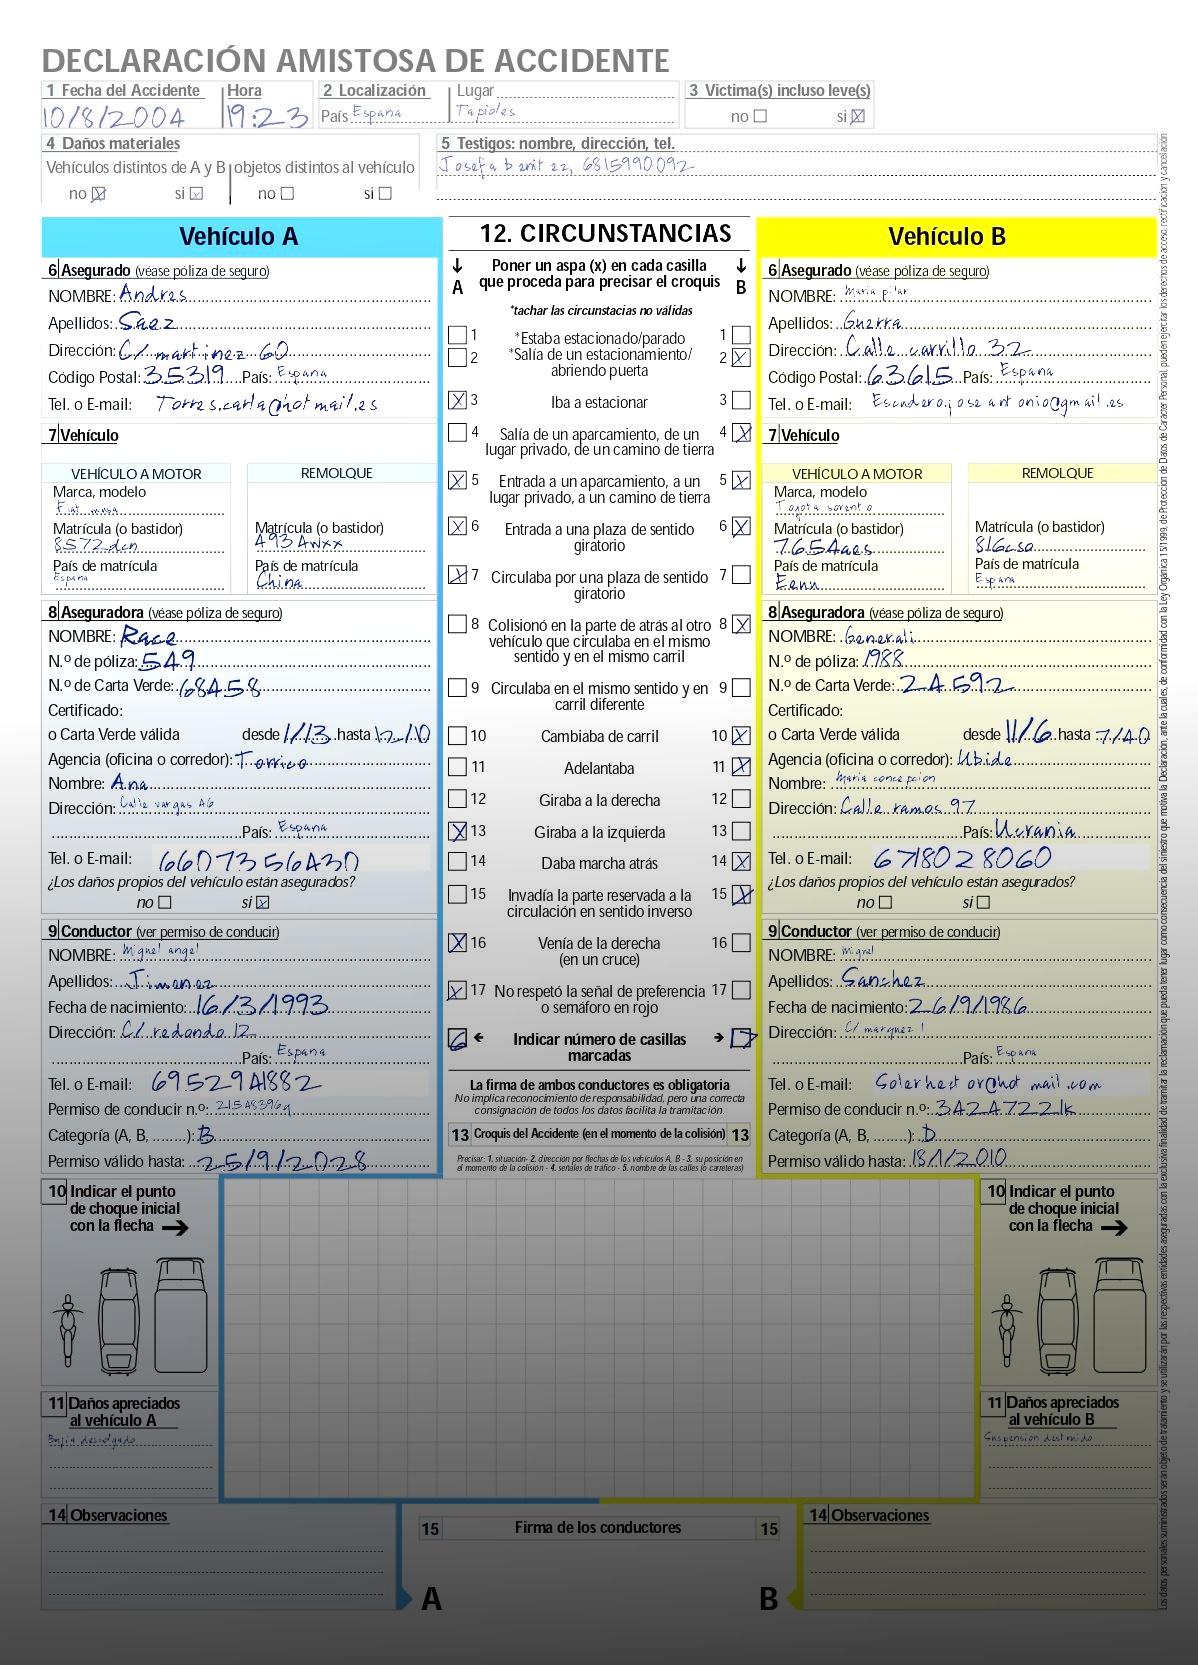 DECLARACIÓN AMISTOSA DE ACCIDENTE
1 Fecha del Accidente Hora 2 Localización Lugar 3 Victima(s) incluso leve(s)
10/8/2004 19:23 País España Tapioles no si X
4 Daños materiales
Vehículos distintos de A y B objetos distintos al vehículo
no X si X no si
5 Testigos: nombre, dirección, tel.
Josefa benitez, 6815990092
Vehículo A
6 Asegurado (véase póliza de seguro)
NOMBRE: Andres
Apellidos: Saez
Dirección: C/ martinez 60
Código Postal: 35319 País: España
Tel. o E-mail: Torres.carla@hotmail.es
7 Vehículo
VEHÍCULO A MOTOR REMOLQUE
Marca, modelo
Fiat
Matrícula (o bastidor) Matrícula (o bastidor)
8572dcn 493Awxx
País de matrícula País de matrícula
España China
8 Aseguradora (véase póliza de seguro)
NOMBRE: Race
N.º de póliza: 549
N.º de Carta Verde: 68458
Certificado:
o Carta Verde válida desde 1/13 hasta 12/10
Agencia (oficina o corredor): Torrico
Nombre: Ana
Dirección: Calle vargas 46
País: España
Tel. o E-mail: 6607356430
¿Los daños propios del vehículo están asegurados?
no si X
9 Conductor (ver permiso de conducir)
NOMBRE: Miguel angel
Apellidos: Jimenez
Fecha de nacimiento: 16/3/1993
Dirección: C/ redondo 12
País: España
Tel. o E-mail: 6952941882
Permiso de conducir n.º: 21548396y
Categoría (A, B, ........): B
Permiso válido hasta: 25/9/2028
12. CIRCUNSTANCIAS
A Poner un aspa (x) en cada casilla que proceda para precisar el croquis B
*tachar las circunstacias no válidas
1 *Estaba estacionado/parado 1
2 *Salía de un estacionamiento/ 2 X
abriendo puerta
X 3 Iba a estacionar 3
4 Salía de un aparcamiento, de un 4 X
lugar privado, de un camino de tierra
X 5 Entrada a un aparcamiento, a un 5 X
lugar privado, a un camino de tierra
X 6 Entrada a una plaza de sentido 6 X
giratorio
X 7 Circulaba por una plaza de sentido 7
giratorio
8 Colisionó en la parte de atrás al otro 8 X
vehículo que circulaba en el mismo
sentido y en el mismo carril
9 Circulaba en el mismo sentido y en 9
carril diferente
10 Cambiaba de carril 10 X
11 Adelantaba 11 X
12 Giraba a la derecha 12
X 13 Giraba a la izquierda 13
14 Daba marcha atrás 14 X
15 Invadía la parte reservada a la 15 X
circulación en sentido inverso
X 16 Venía de la derecha 16
(en un cruce)
X 17 No respetó la señal de preferencia 17
o semáforo en rojo
6 Indicar número de casillas 7
marcadas
La firma de ambos conductores es obligatoria
No implica reconocimiento de responsabilidad, pero una correcta
consignación de todos los datos facilita la tramitación.
13 Croquis del Accidente (en el momento de la colisión) 13
Precisar: 1. situación- 2. dirección por flechas de los vehículos A, B - 3. su posición en
el momento de la colisión - 4. señales de tráfico - 5. nombre de las calles (o carreteras)
Vehículo B
6 Asegurado (véase póliza de seguro)
NOMBRE: Maria pilar
Apellidos: Guerra
Dirección: Calle carrillo 32
Código Postal: 63615 País: España
Tel. o E-mail: Escudero.joseantonio@gmail.es
7 Vehículo
VEHÍCULO A MOTOR REMOLQUE
Marca, modelo
Toyota sorento
Matrícula (o bastidor) Matrícula (o bastidor)
7654aes 816cso
País de matrícula País de matrícula
Eeuu España
8 Aseguradora (véase póliza de seguro)
NOMBRE: Generali
N.º de póliza: 1988
N.º de Carta Verde: 24592
Certificado:
o Carta Verde válida desde 11/6 hasta 7/40
Agencia (oficina o corredor): Ubide
Nombre: Maria concepcion
Dirección: Calle ramos 97
País: Ucrania
Tel. o E-mail: 6718028060
¿Los daños propios del vehículo están asegurados?
no si
9 Conductor (ver permiso de conducir)
NOMBRE: Miguel
Apellidos: Sanchez
Fecha de nacimiento: 26/9/1986
Dirección: C/ marquez 1
País: España
Tel. o E-mail: Solerhector@hotmail.com
Permiso de conducir n.º: 34247221k
Categoría (A, B, ........): D
Permiso válido hasta: 18/1/2010
10 Indicar el punto
de choque inicial
con la flecha
11 Daños apreciados
al vehículo A
Bujia descolgado
14 Observaciones
15 Firma de los conductores 15
A B
10 Indicar el punto
de choque inicial
con la flecha
11 Daños apreciados
al vehículo B
Suspension destruido
14 Observaciones
Los datos personales suministrados serán objeto de tratamiento y se utilizarán por las respectivas entidades aseguradas con la exclusiva finalidad de tramitar la reclamación que pueda tener lugar como consecuencia del siniestro que motiva la Declaración, ante la cuales, de conformidad con la Ley Orgánica 15/1999, de Protección de Datos de Carácter Personal, pueden ejercitar los derechos de acceso, rectificación y cancelación